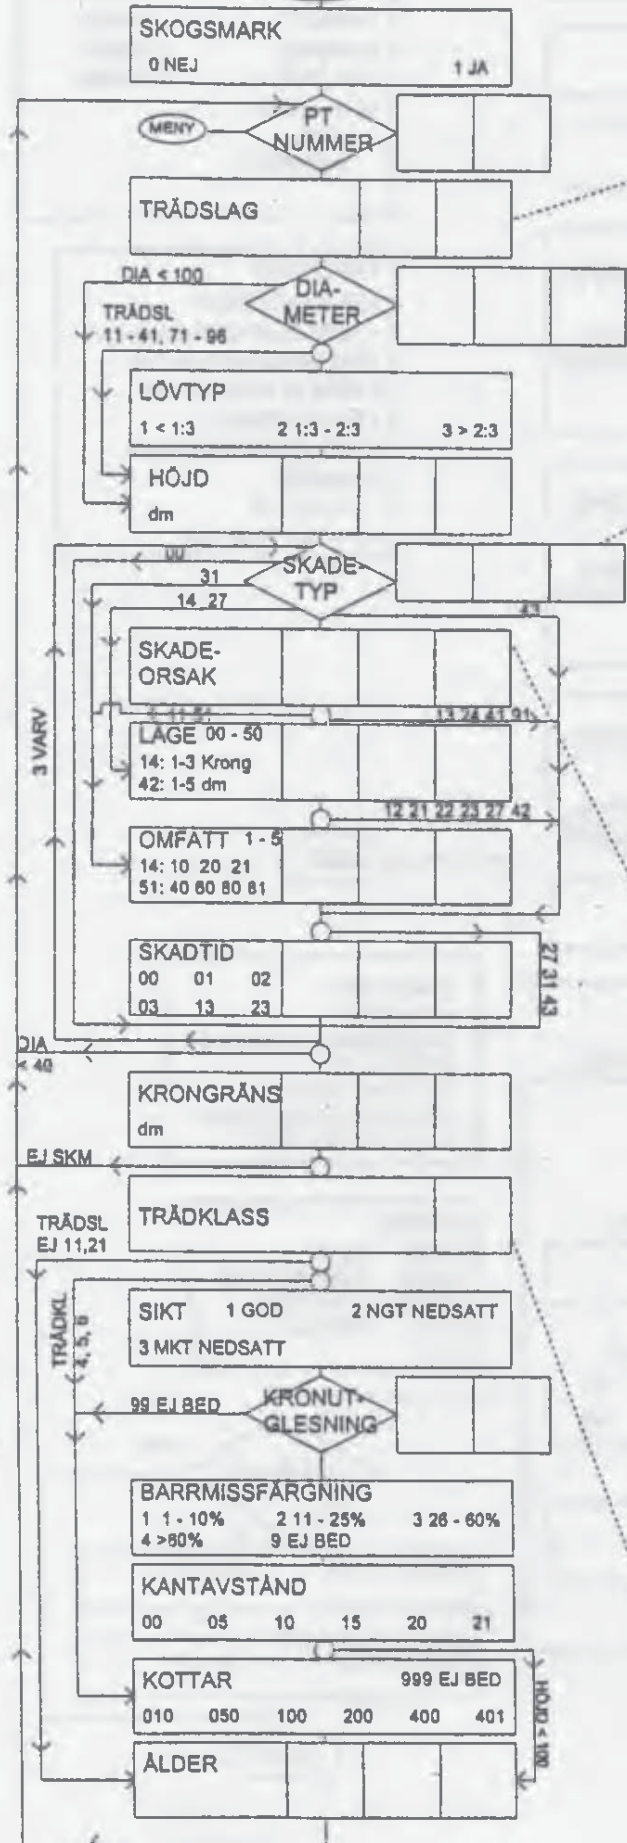 SKOGSMARK
0 NEJ 1 JA
MENY
PT
NUMMER
TRÄDSLAG
DIA < 100
DIA-
METER
TRÄDSL
11 - 41, 71 - 96
LÖVTYP
1 < 1:3 2 1:3 - 2:3 3 > 2:3
HÖJD
dm
00
31
14 27
SKADE-
TYP
43
SKADE-
ORSAK
13 24 41 91
3 VARV
LÄGE 00 - 50
14: 1-3 Krong
42: 1-5 dm
12 21 22 23 27 42
OMFATT 1 - 5
14: 10 20 21
51: 40 60 80 81
SKADTID
00 01 02
03 13 23
27 31 43
DIA
< 40
KRONGRÄNS
dm
EJ SKM
TRÄDKLASS
TRÄDSL
EJ 11,21
TRÄDKL
4, 5, 6
SIKT 1 GOD 2 NGT NEDSATT
3 MKT NEDSATT
99 EJ BED
KRONUT-
GLESNING
BARRMISSFÄRGNING
1 1 - 10% 2 11 - 25% 3 26 - 60%
4 >60% 9 EJ BED
KANTAVSTÅND
00 05 10 15 20 21
KOTTAR 999 EJ BED
010 050 100 200 400 401
HÖJD < 100
ÅLDER